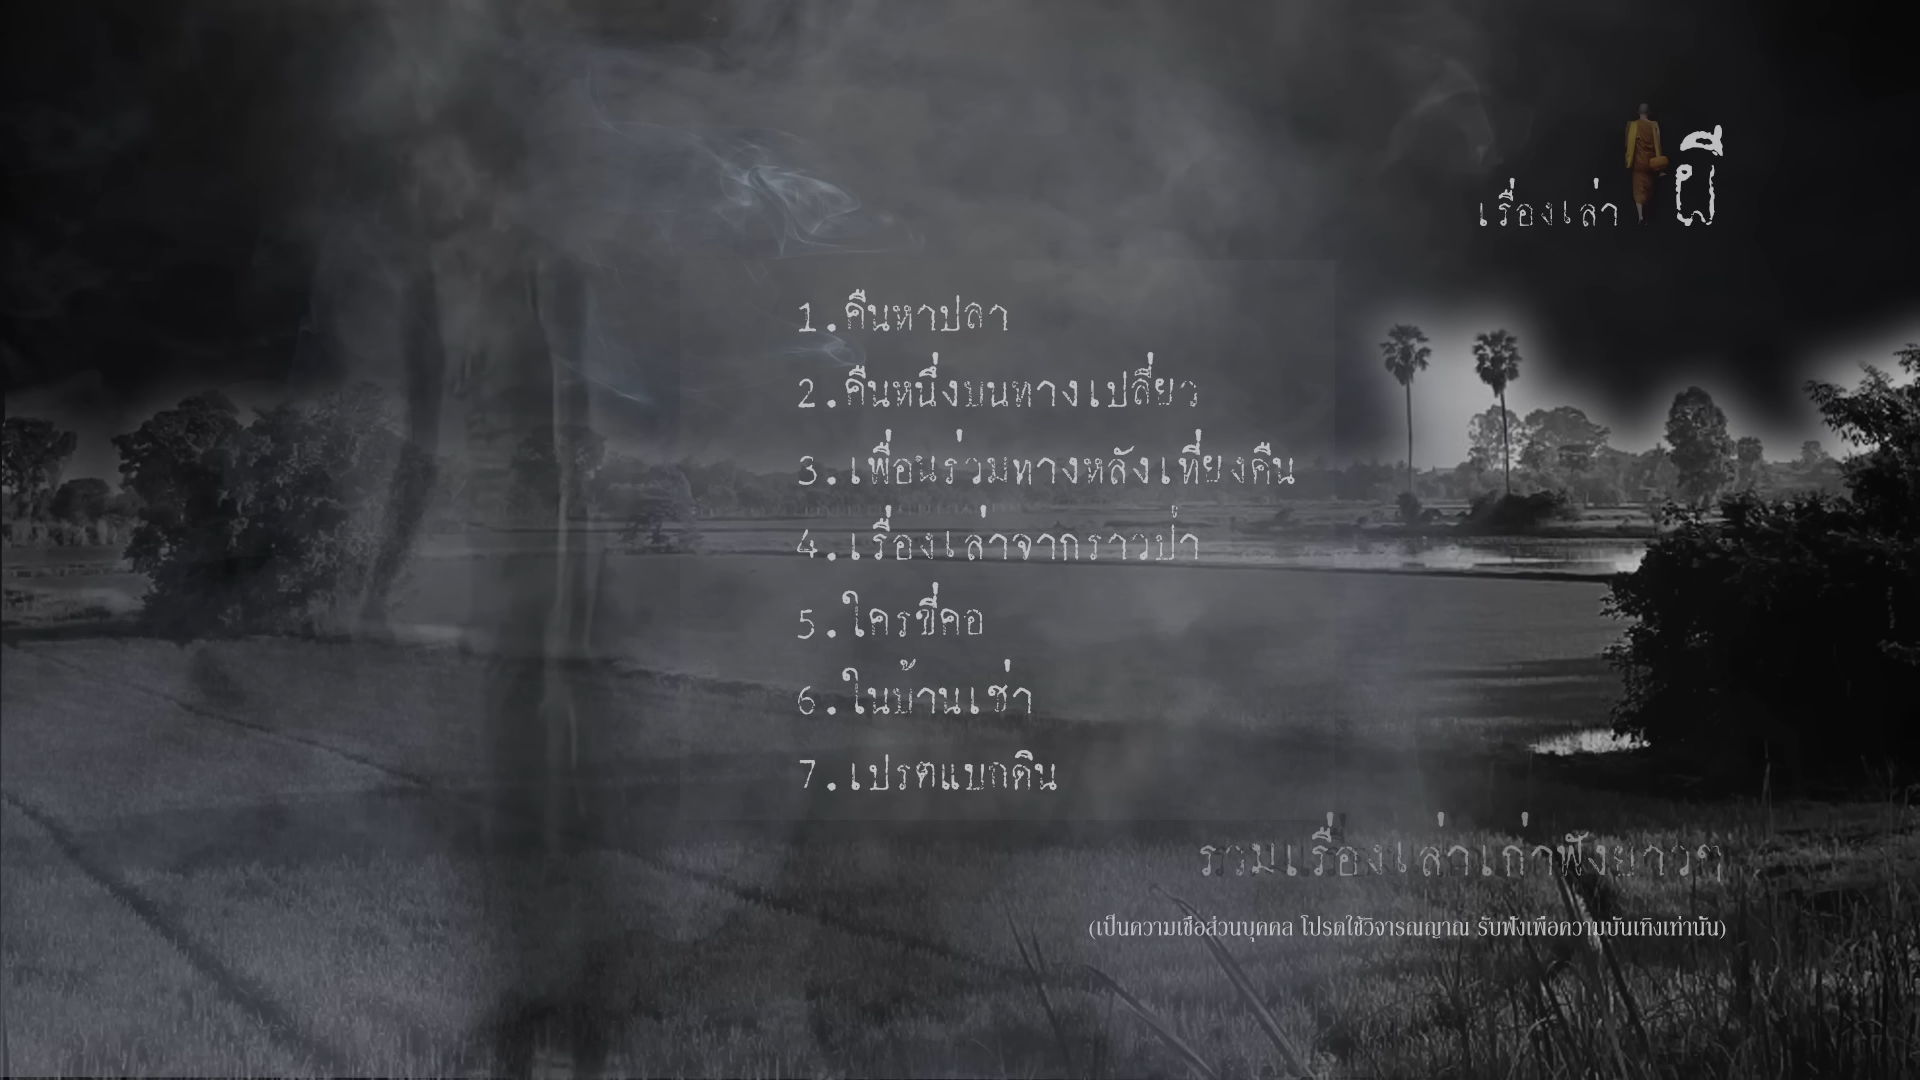 เรื่องเล่า ผี
1.คืนหาปลา
2.คืนหนึ่งบนทางเปลี่ยว
3.เพื่อนร่วมทางหลังเที่ยงคืน
4.เรื่องเล่าจากราวป่า
5.ใครขี่คอ
6.ในบ้านเช่า
7.เปรตแบกดิน
รวมเรื่องเล่าเก่าฟังยาวๆ
(เป็นความเชื่อส่วนบุคคล โปรดใช้วิจารณญาณ รับฟังเพื่อความบันเทิงเท่านั้น)